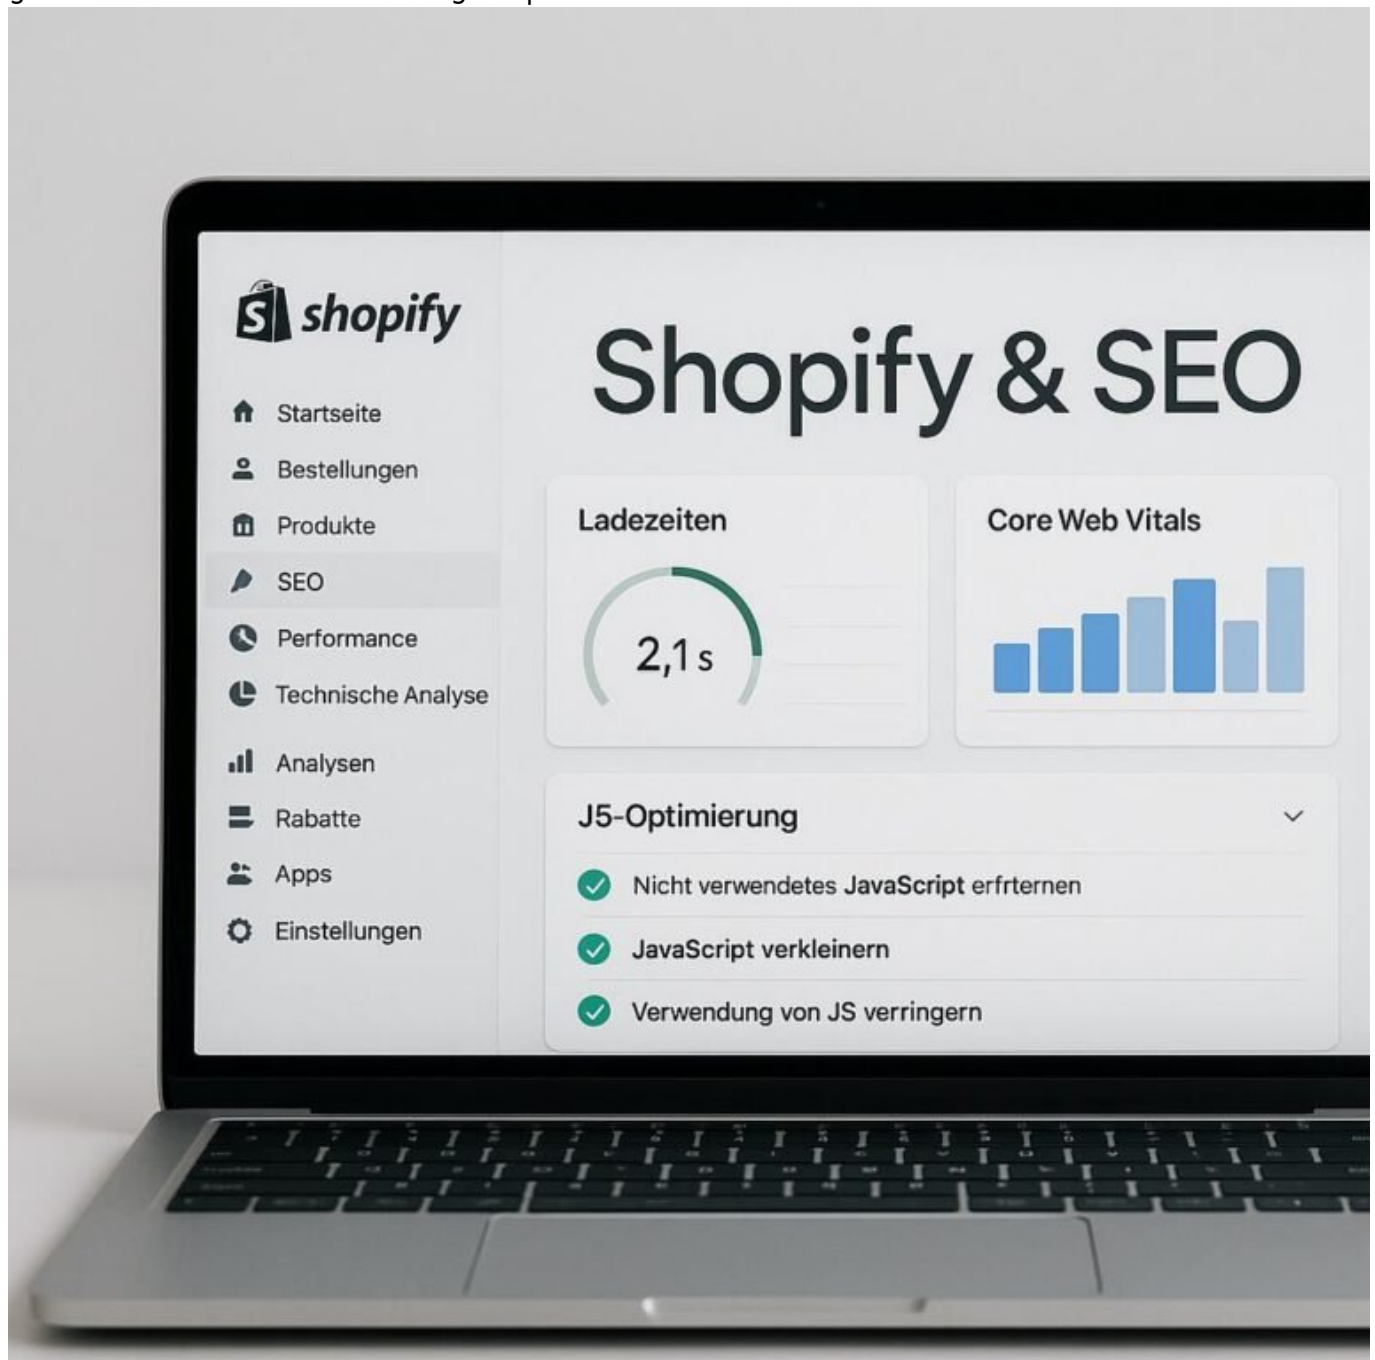 shopify
Startseite
Bestellungen
Produkte
SEO
Performance
Technische Analyse
Analysen
Rabatte
Apps
Einstellungen
Shopify & SEO
Ladezeiten
2,1 s
Core Web Vitals
J5-Optimierung
Nicht verwendetes JavaScript erfrternen
JavaScript verkleinern
Verwendung von JS verringern